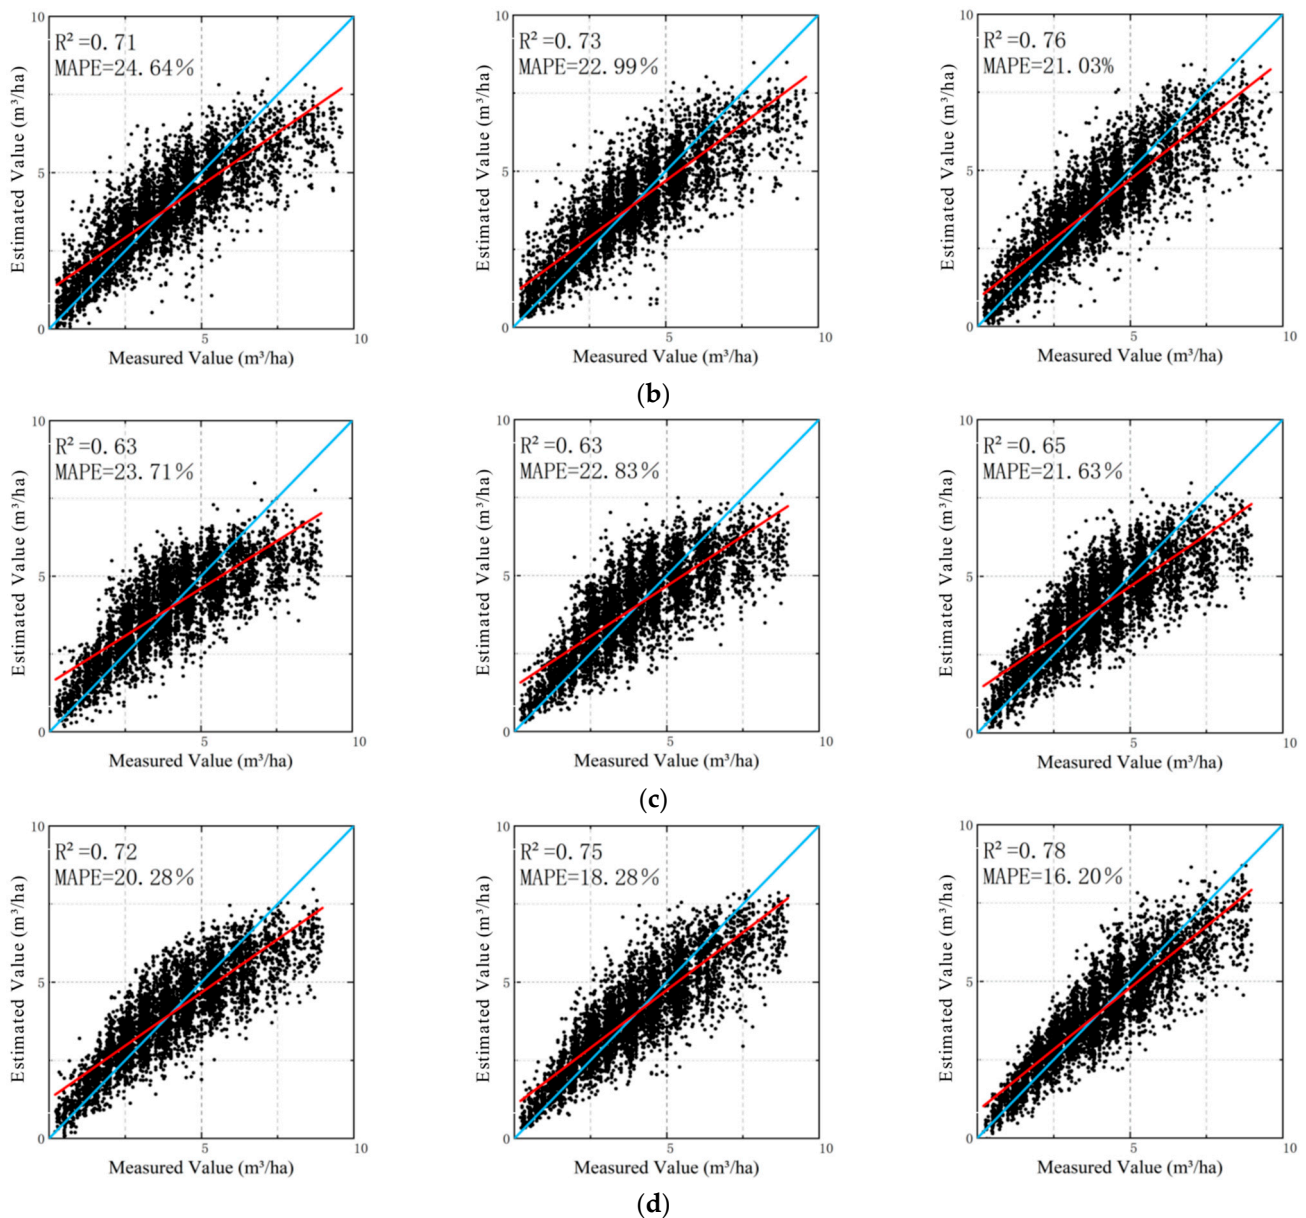 10
R²=0.71
MAPE=24.64%
Estimated Value (m³/ha)
5
0
5
10
Measured Value (m³/ha)
10
R²=0.73
MAPE=22.99%
Estimated Value (m³/ha)
5
0
5
10
Measured Value (m³/ha)
10
R²=0.76
MAPE=21.03%
Estimated Value (m³/ha)
5
0
5
10
Measured Value (m³/ha)
(b)
10
R²=0.63
MAPE=23.71%
Estimated Value (m³/ha)
5
0
5
10
Measured Value (m³/ha)
10
R²=0.63
MAPE=22.83%
Estimated Value (m³/ha)
5
0
5
10
Measured Value (m³/ha)
10
R²=0.65
MAPE=21.63%
Estimated Value (m³/ha)
5
0
5
10
Measured Value (m³/ha)
(c)
10
R²=0.72
MAPE=20.28%
Estimated Value (m³/ha)
5
0
5
10
Measured Value (m³/ha)
10
R²=0.75
MAPE=18.28%
Estimated Value (m³/ha)
5
0
5
10
Measured Value (m³/ha)
10
R²=0.78
MAPE=16.20%
Estimated Value (m³/ha)
5
0
5
10
Measured Value (m³/ha)
(d)